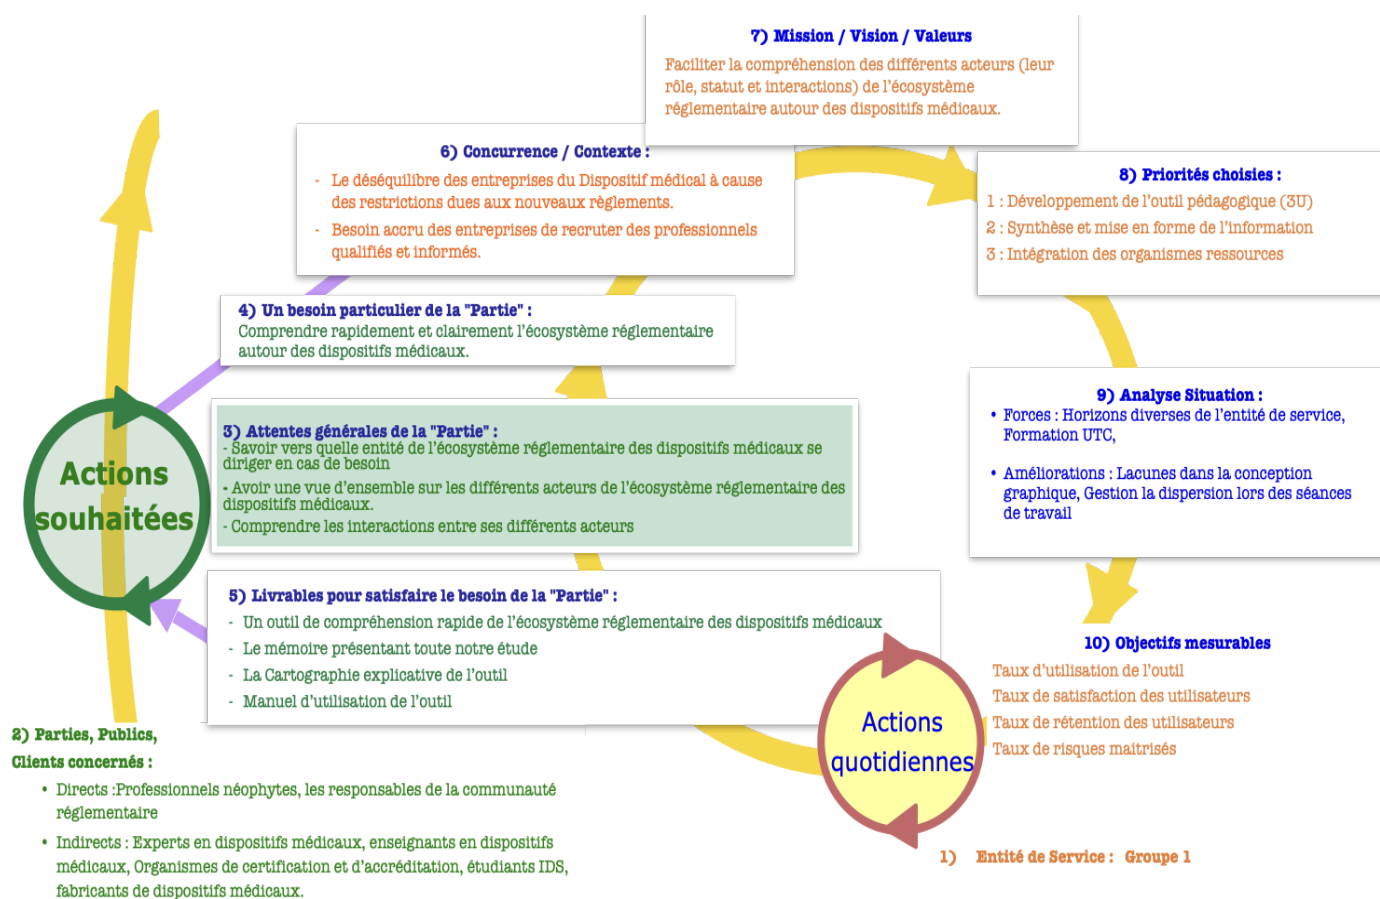 7) Mission / Vision / Valeurs
Faciliter la compréhension des différents acteurs (leur
rôle, statut et interactions) de l'écosystème
réglementaire autour des dispositifs médicaux.
6) Concurrence / Contexte :
- Le déséquilibre des entreprises du Dispositif médical à cause
des restrictions dues aux nouveaux règlements.
- Besoin accru des entreprises de recruter des professionnels
qualifiés et informés.
8) Priorités choisies :
1 : Développement de l'outil pédagogique (3U)
2 : Synthèse et mise en forme de l'information
3 : Intégration des organismes ressources
4) Un besoin particulier de la "Partie" :
Comprendre rapidement et clairement l'écosystème réglementaire
autour des dispositifs médicaux.
9) Analyse Situation :
• Forces : Horizons diverses de l'entité de service,
Formation UTC,
• Améliorations : Lacunes dans la conception
graphique, Gestion la dispersion lors des séances
de travail
3) Attentes générales de la "Partie" :
- Savoir vers quelle entité de l'écosystème réglementaire des dispositifs médicaux se
diriger en cas de besoin
- Avoir une vue d'ensemble sur les différents acteurs de l'écosystème réglementaire des
dispositifs médicaux.
- Comprendre les interactions entre ses différents acteurs
Actions
souhaitées
5) Livrables pour satisfaire le besoin de la "Partie" :
- Un outil de compréhension rapide de l'écosystème réglementaire des dispositifs médicaux
- Le mémoire présentant toute notre étude
- La Cartographie explicative de l'outil
- Manuel d'utilisation de l'outil
10) Objectifs mesurables
Taux d'utilisation de l'outil
Taux de satisfaction des utilisateurs
Taux de rétention des utilisateurs
Taux de risques maitrisés
Actions
quotidiennes
2) Parties, Publics,
Clients concernés :
• Directs :Professionnels néophytes, les responsables de la communauté
réglementaire
• Indirects : Experts en dispositifs médicaux, enseignants en dispositifs
médicaux, Organismes de certification et d'accréditation, étudiants IDS,
fabricants de dispositifs médicaux.
1) Entité de Service : Groupe 1